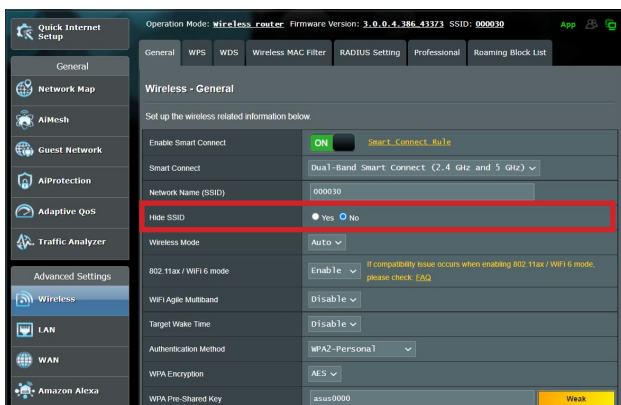 Quick Internet
Setup
Operation Mode: Wireless router Firmware Version: 3.0.0.4.386_43373 SSID: 000030
App
General WPS WDS Wireless MAC Filter RADIUS Setting Professional Roaming Block List
General
Network Map
AiMesh
Guest Network
AiProtection
Adaptive QoS
Traffic Analyzer
Advanced Settings
Wireless
LAN
WAN
Amazon Alexa
Wireless - General
Set up the wireless related information below.
Enable Smart Connect ON Smart Connect Rule
Smart Connect Dual-Band Smart Connect (2.4 GHz and 5 GHz)
Network Name (SSID) 000030
Hide SSID Yes No
Wireless Mode Auto
802.11ax / WiFi 6 mode Enable If compatibility issue occurs when enabling 802.11ax / WiFi 6 mode,
please check: FAQ
WiFi Agile Multiband Disable
Target Wake Time Disable
Authentication Method WPA2-Personal
WPA Encryption AES
WPA Pre-Shared Key asus0000 Weak